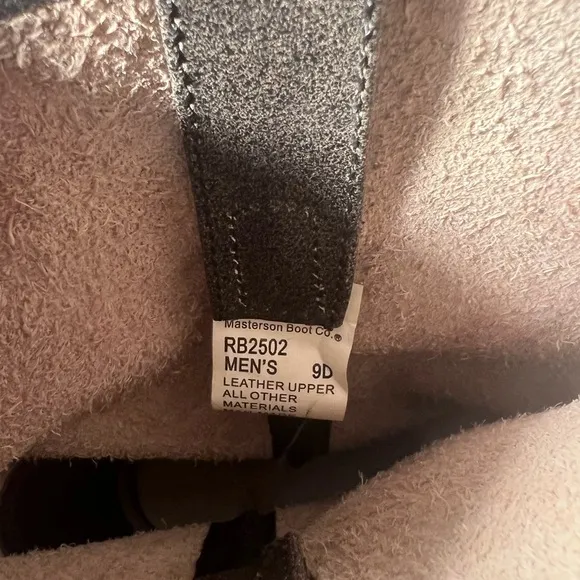 Masterson Boot Co.®
RB2502
MEN'S 9D
LEATHER UPPER
ALL OTHER
MATERIALS